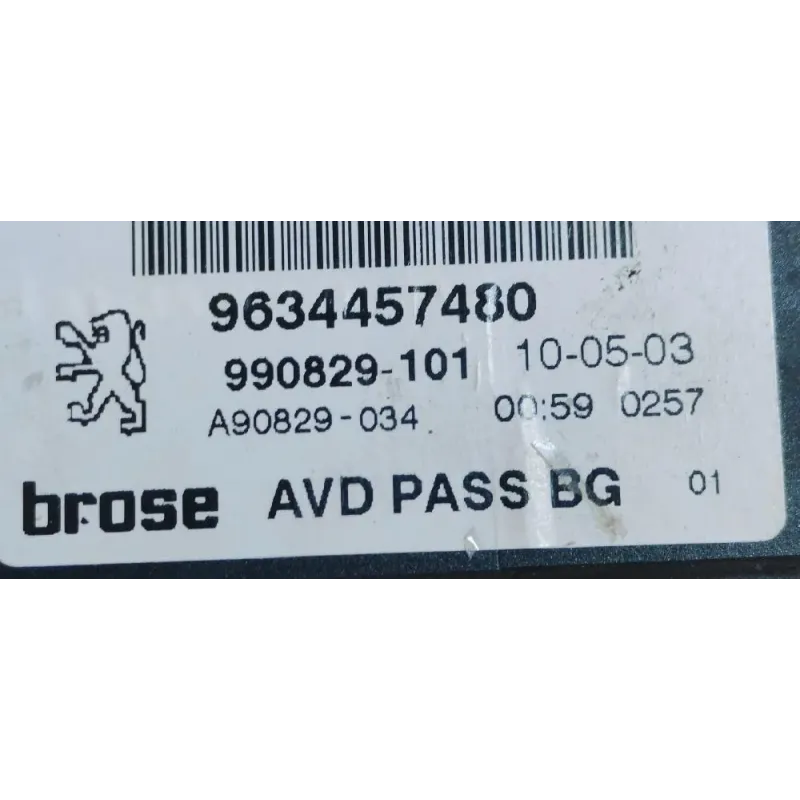 9634457480
990829-101 10-05-03
A90829-034 00:59 0257
brose AVD PASS BG 01